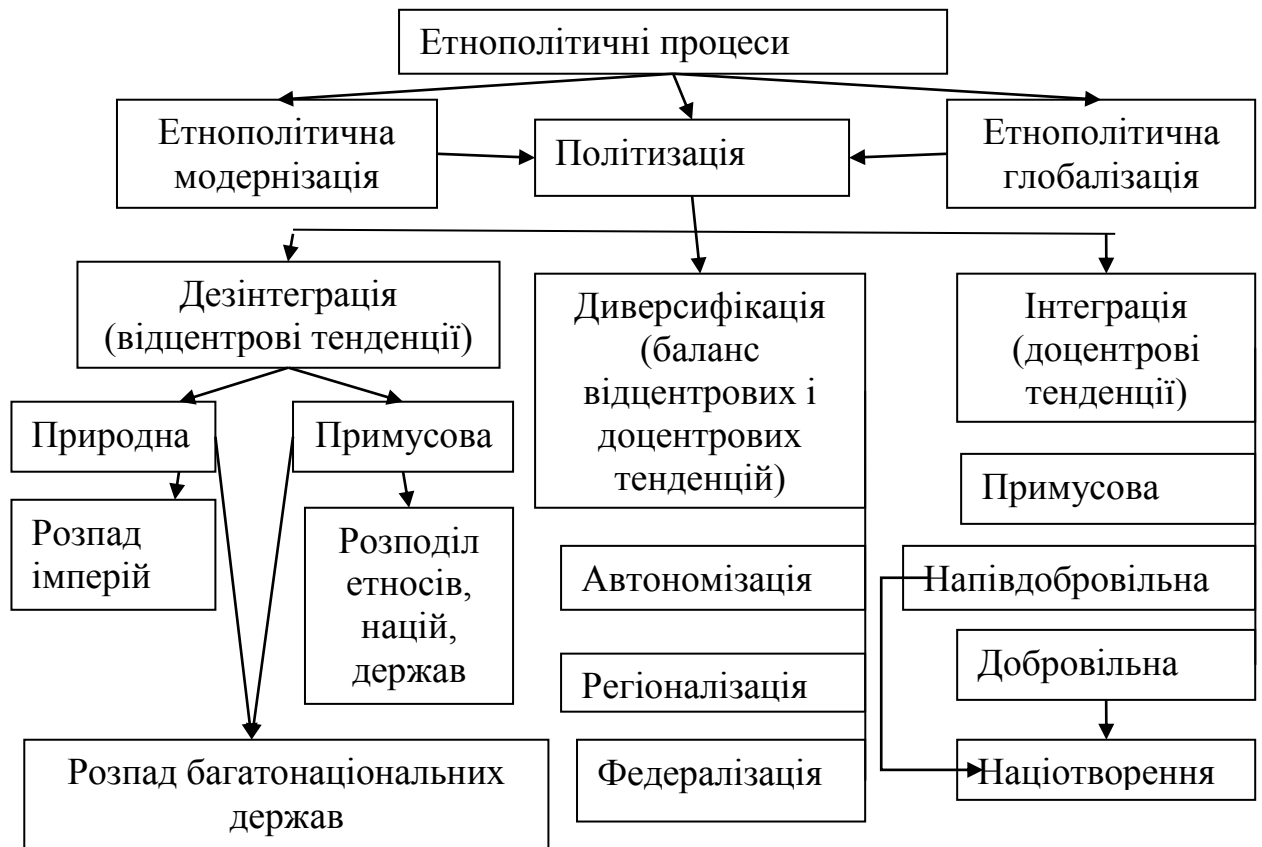 Етнополітичні процеси
Етнополітична
модернізація
Політизація
Етнополітична
глобалізація
Дезінтеграція
(відцентрові тенденції)
Диверсифікація
(баланс
відцентрових і
доцентрових
тенденцій)
Інтеграція
(доцентрові
тенденції)
Природна
Примусова
Примусова
Розпад
імперій
Розподіл
етносів,
націй,
держав
Автономізація
Напівдобровільна
Регіоналізація
Добровільна
Розпад багатонаціональних
держав
Федералізація
Націотворення